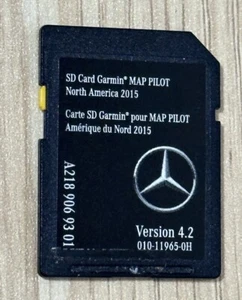 SD Card Garmin® MAP PILOT
North America 2015
Carte SD Garmin® pour MAP PILOT
Amérique du Nord 2015
A218 906 93 01
Version 4.2
010-11965-0H